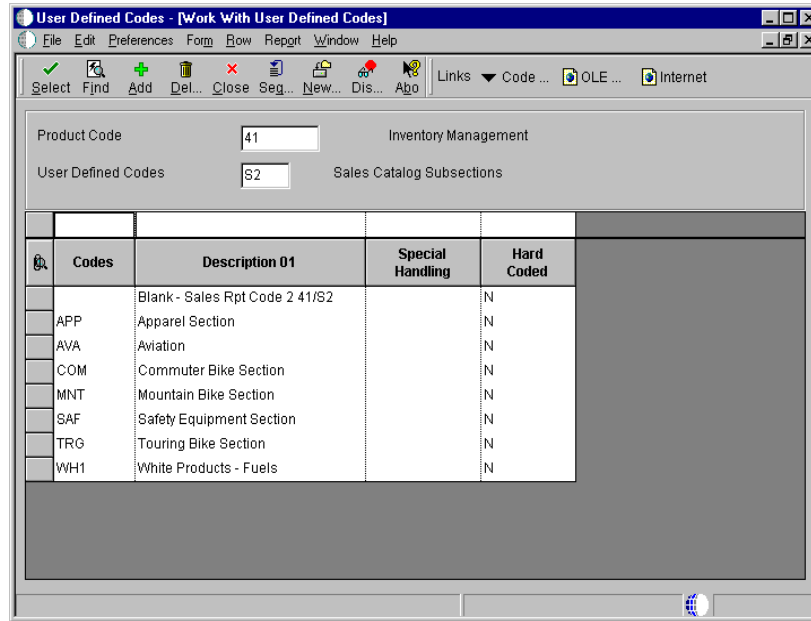 User Defined Codes - [Work With User Defined Codes]
File Edit Preferences Form Row Report Window Help
Select Find Add Del... Close Seq... New... Dis... Abo Links Code ... OLE ... Internet
Product Code 41 Inventory Management
User Defined Codes S2 Sales Catalog Subsections
Codes Description 01 Special Handling Hard Coded
Blank - Sales Rpt Code 2 41/S2 N
APP Apparel Section N
AVA Aviation N
COM Commuter Bike Section N
MNT Mountain Bike Section N
SAF Safety Equipment Section N
TRG Touring Bike Section N
WH1 White Products - Fuels N